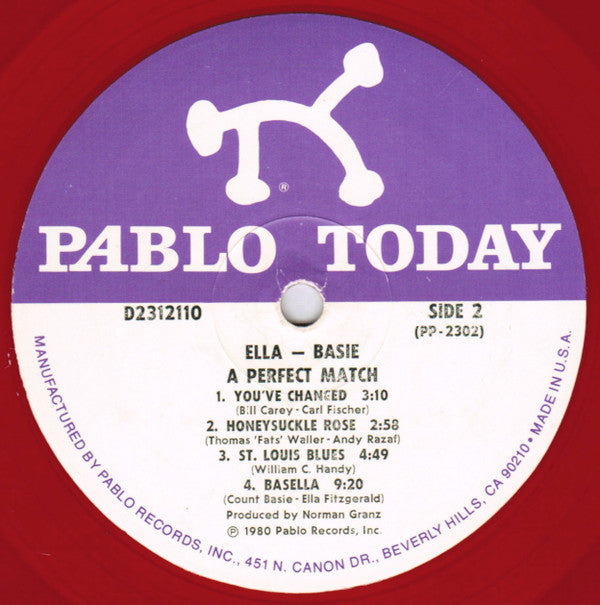 ®
PABLO TODAY
D2312110
SIDE 2
(PP-2302)
ELLA – BASIE
A PERFECT MATCH
1. YOU'VE CHANGED 3:10
(Bill Carey - Carl Fischer)
2. HONEYSUCKLE ROSE 2:58
(Thomas 'Fats' Waller - Andy Razaf)
3. ST. LOUIS BLUES 4:49
(William C. Handy)
4. BASELLA 9:20
(Count Basie - Ella Fitzgerald)
Produced by Norman Granz
℗ 1980 Pablo Records, Inc.
MANUFACTURED BY PABLO RECORDS, INC., 451 N. CANON DR., BEVERLY HILLS, CA 90210 • MADE IN U.S.A.